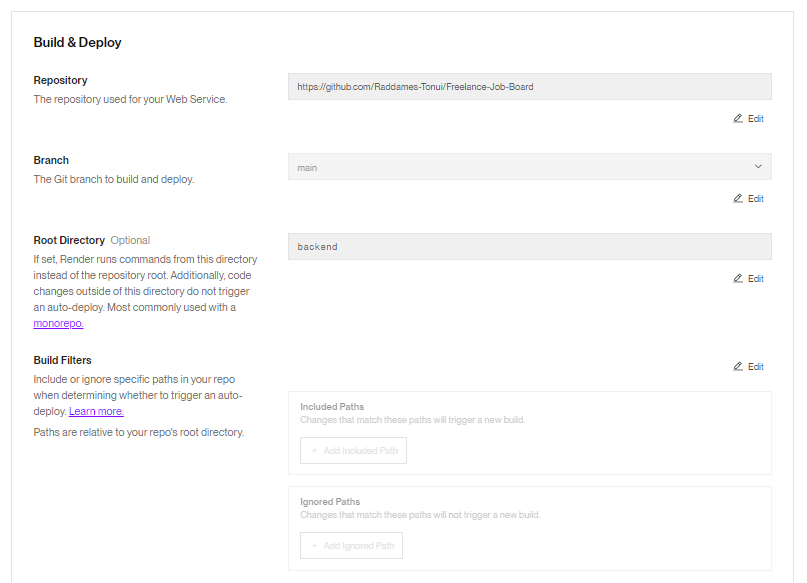 Build & Deploy
Repository
The repository used for your Web Service.
https://github.com/Raddames-Tonui/Freelance-Job-Board
Edit
Branch
The Git branch to build and deploy.
main
Edit
Root Directory Optional
If set, Render runs commands from this directory
instead of the repository root. Additionally, code
changes outside of this directory do not trigger
an auto-deploy. Most commonly used with a
monorepo.
backend
Edit
Build Filters
Include or ignore specific paths in your repo
when determining whether to trigger an auto-
deploy. Learn more.
Paths are relative to your repo's root directory.
Edit
Included Paths
Changes that match these paths will trigger a new build.
+ Add Included Path
Ignored Paths
Changes that match these paths will not trigger a new build.
+ Add Ignored Path